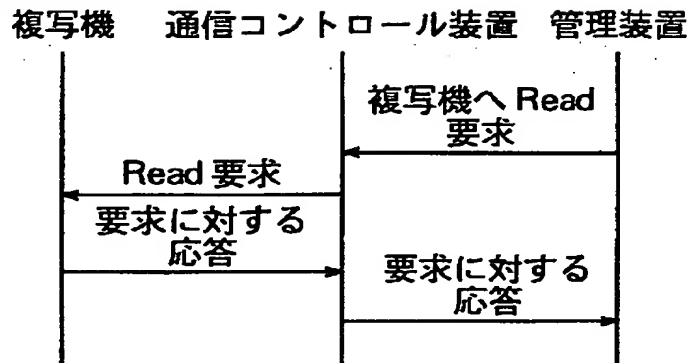 複写機 通信コントロール装置 管理装置
複写機へ Read
要求
Read 要求
要求に対する
応答
要求に対する
応答